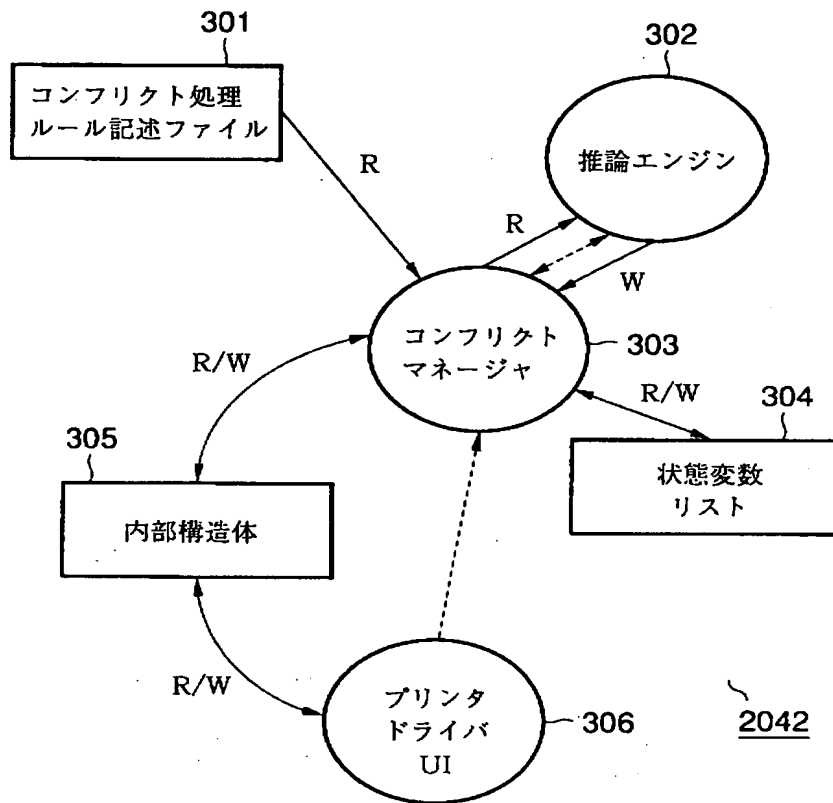 301
コンフリクト処理
ルール記述ファイル
302
推論エンジン
R
R
W
コンフリクト
マネージャ
303
R/W
R/W
304
状態変数
リスト
305
内部構造体
R/W
プリンタ
ドライバ
UI
306
2042